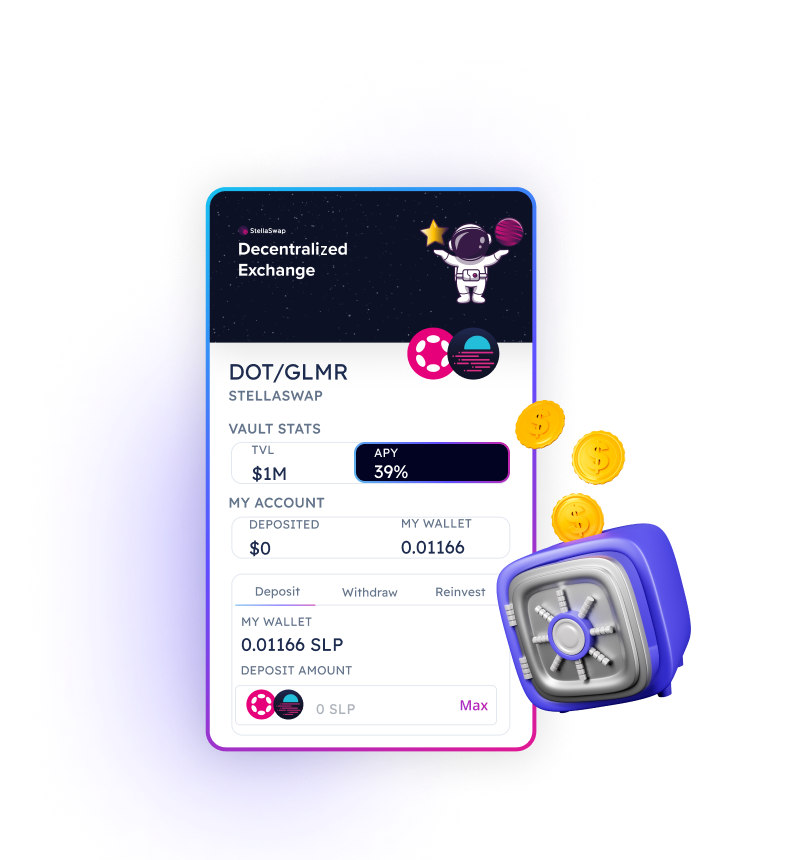 StellaSwap
Decentralized
Exchange
DOT/GLMR
STELLASWAP
VAULT STATS
TVL
$1M
APY
39%
MY ACCOUNT
DEPOSITED
$0
MY WALLET
0.01166
Deposit Withdraw Reinvest
MY WALLET
0.01166 SLP
DEPOSIT AMOUNT
0 SLP Max
$
$
$